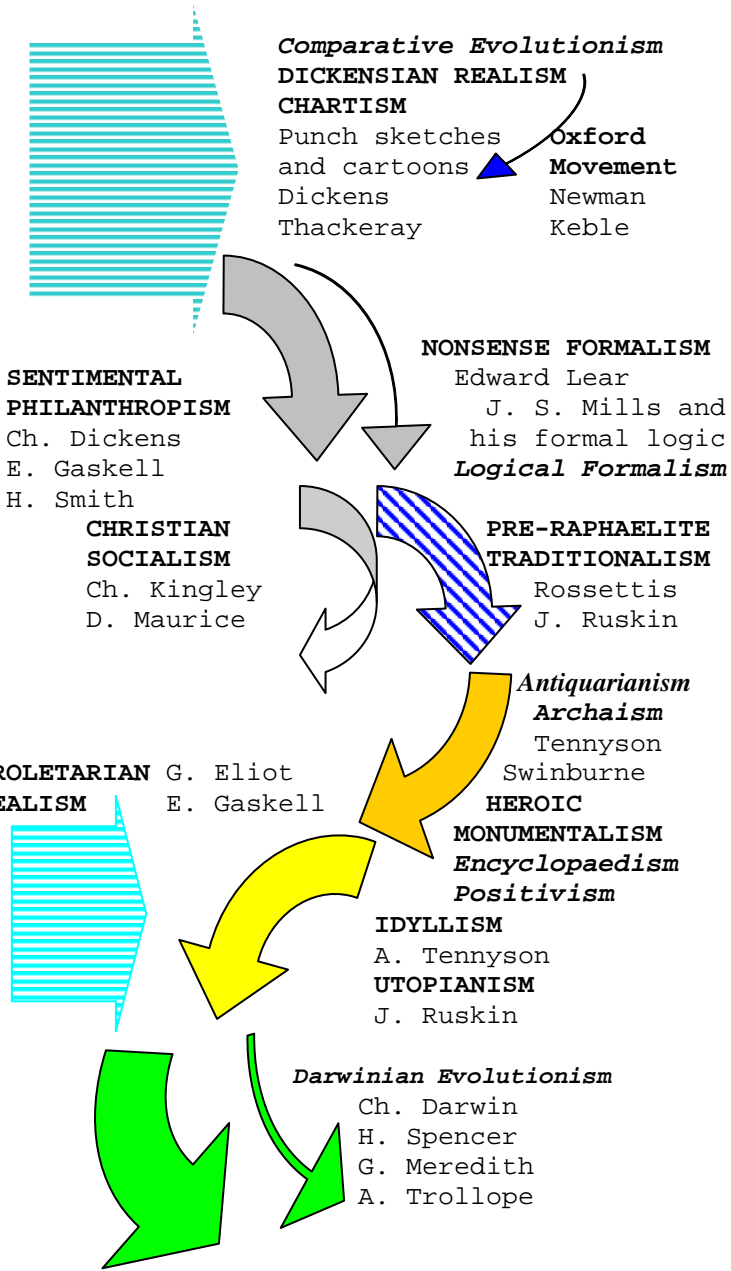 Comparative Evolutionism
DICKENSIAN REALISM
CHARTISM
Punch sketches
and cartoons
Dickens
Thackeray
Oxford
Movement
Newman
Keble
NONSENSE FORMALISM
Edward Lear
J. S. Mills and
his formal logic
Logical Formalism
SENTIMENTAL
PHILANTHROPISM
Ch. Dickens
E. Gaskell
H. Smith
CHRISTIAN
SOCIALISM
Ch. Kingley
D. Maurice
PRE-RAPHAELITE
TRADITIONALISM
Rossettis
J. Ruskin
Antiquarianism
Archaism
Tennyson
Swinburne
ROLETARIAN G. Eliot
EALISM E. Gaskell
HEROIC
MONUMENTALISM
Encyclopaedism
Positivism
IDYLLISM
A. Tennyson
UTOPIANISM
J. Ruskin
Darwinian Evolutionism
Ch. Darwin
H. Spencer
G. Meredith
A. Trollope